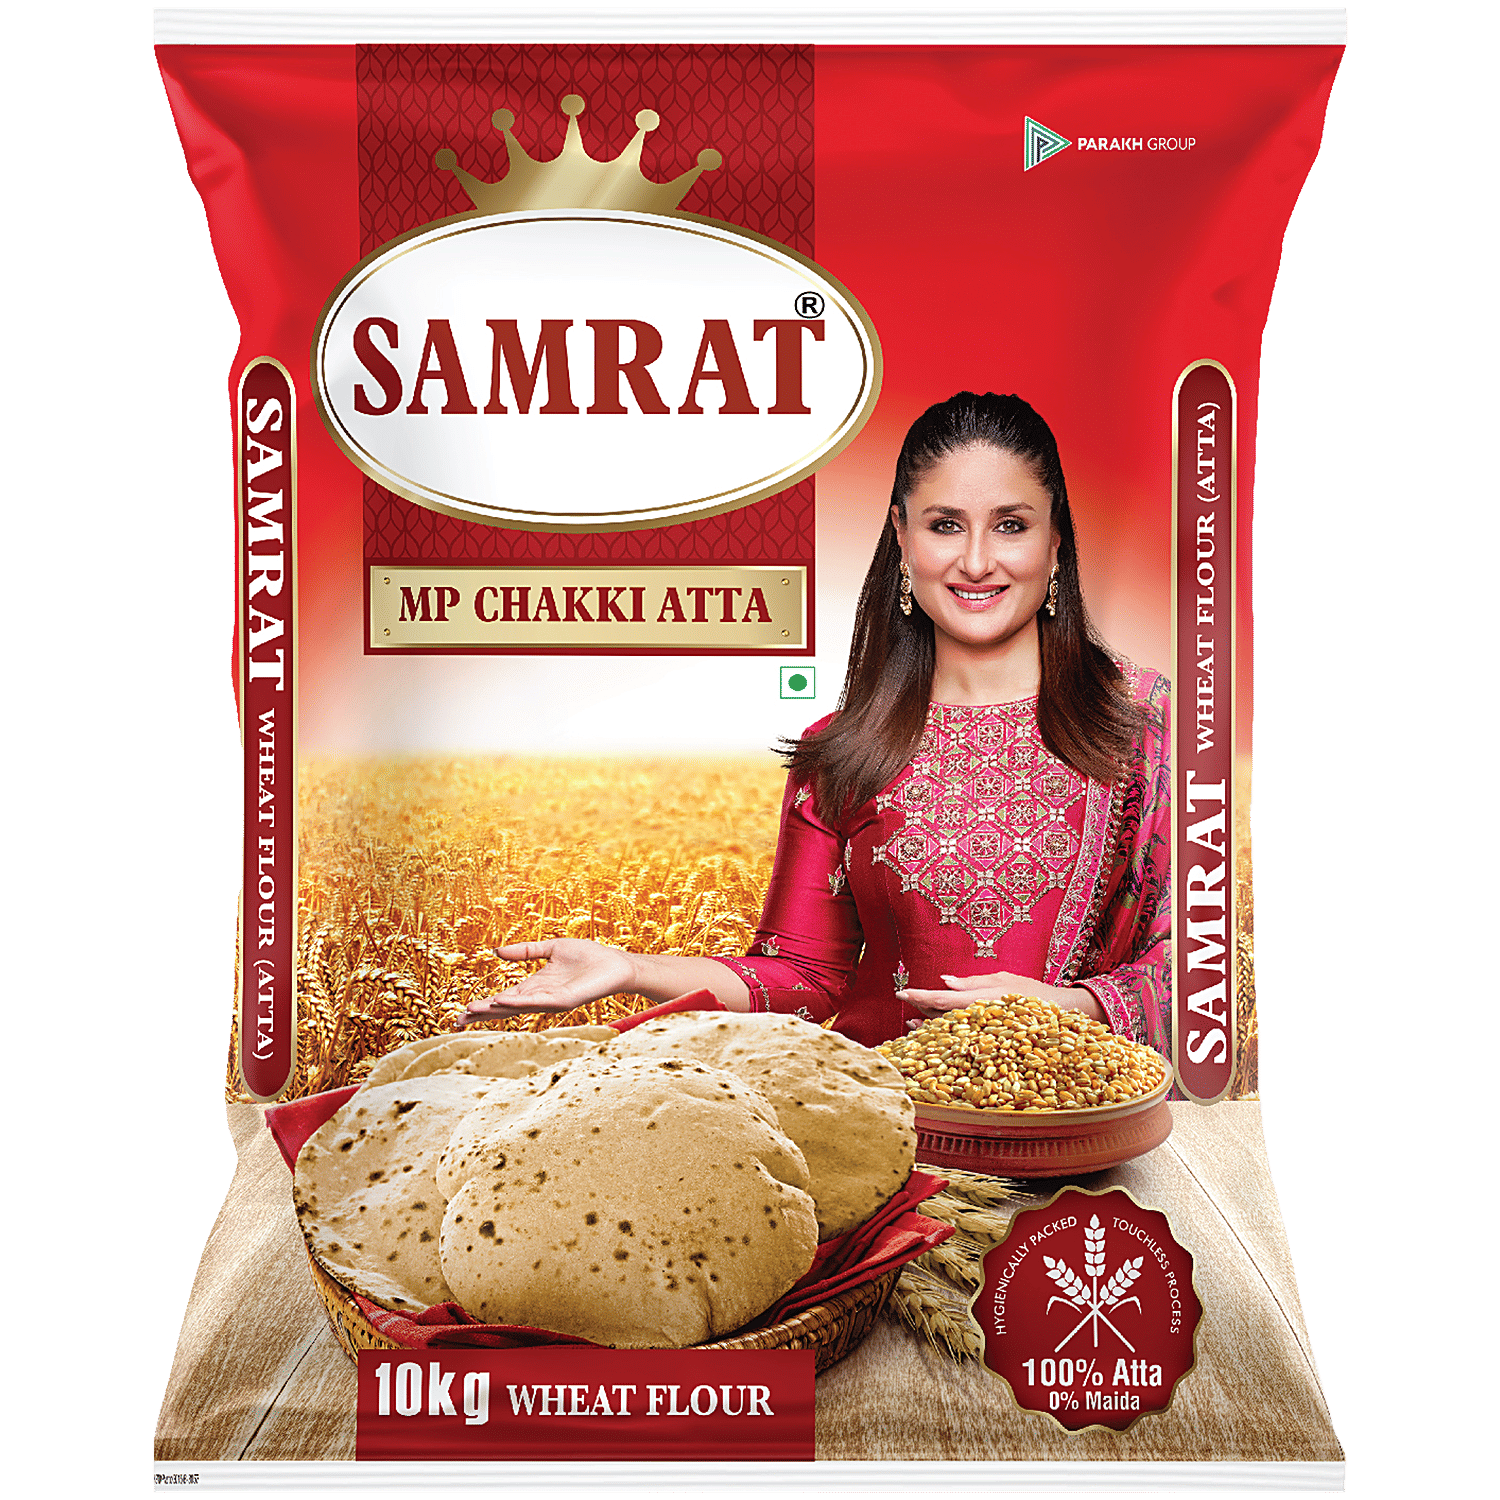 PARAKH GROUP
SAMRAT®
MP CHAKKI ATTA
SAMRAT WHEAT FLOUR (ATTA)
SAMRAT WHEAT FLOUR (ATTA)
HYGIENICALLY PACKED
TOUCHLESS PROCESS
100% Atta
0% Maida
10kg WHEAT FLOUR